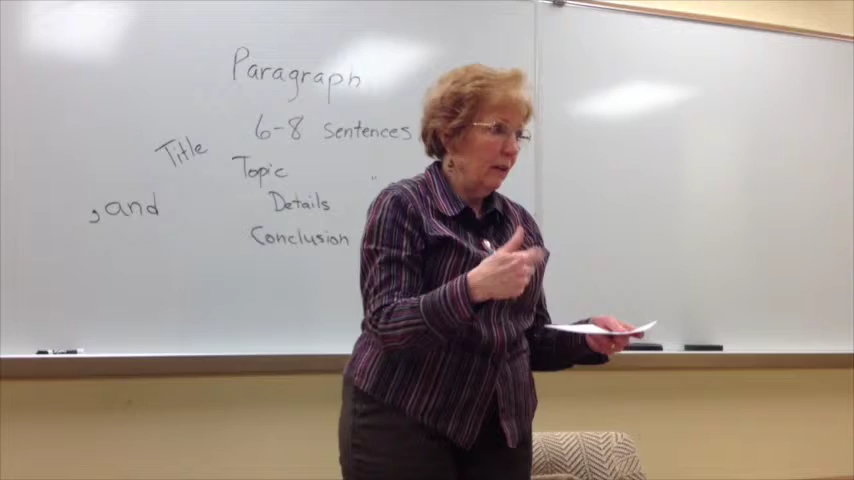 Paragraph
6-8 sentences
Title
Topic
, and
Details
Conclusion